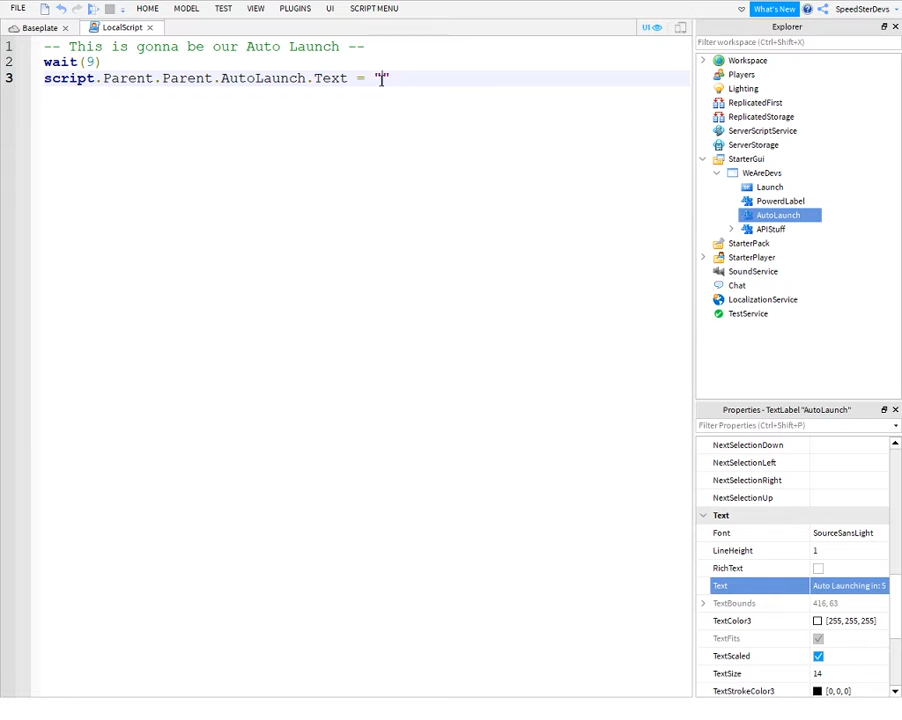 FILE HOME MODEL TEST VIEW PLUGINS UI SCRIPT MENU What's New SpeedSterDevs
Baseplate LocalScript UI Explorer
Filter workspace (Ctrl+Shift+X)
1 -- This is gonna be our Auto Launch --
2 wait(9)
3 script.Parent.Parent.AutoLaunch.Text = ""
Workspace
Players
Lighting
ReplicatedFirst
ReplicatedStorage
ServerScriptService
ServerStorage
StarterGui
WeAreDevs
Launch
PowerdLabel
AutoLaunch
APIStuff
StarterPack
StarterPlayer
SoundService
Chat
LocalizationService
TestService
Properties - TextLabel "AutoLaunch"
Filter Properties (Ctrl+Shift+P)
NextSelectionDown
NextSelectionLeft
NextSelectionRight
NextSelectionUp
Text
Font SourceSansLight
LineHeight 1
RichText
Text Auto Launching in: 5
TextBounds 416, 63
TextColor3 [255, 255, 255]
TextFits
TextScaled
TextSize 14
TextStrokeColor3 [0, 0, 0]